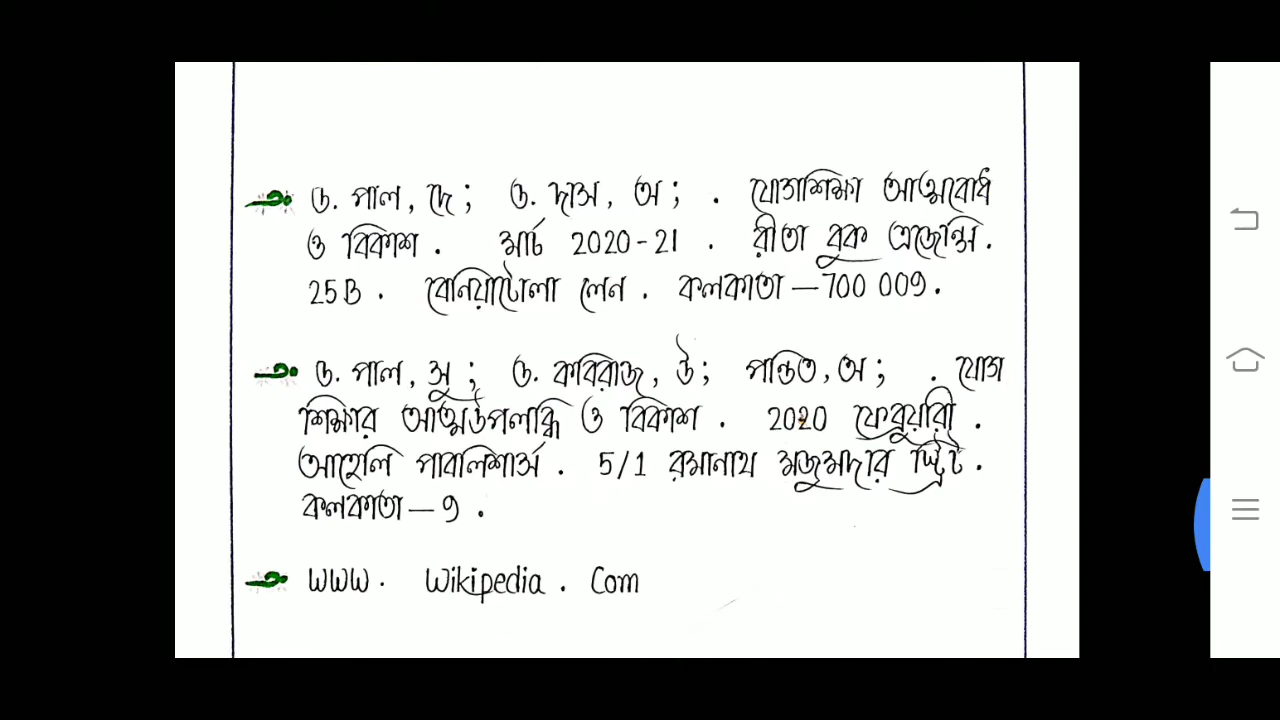 ড. পাল, দে; ড. দাস, অ; . যোগশিক্ষা আত্মবোধ
ও বিকাশ . মার্চ 2020-21 . রীতা বুক এজেন্সি.
25B . বেনিয়াটোলা লেন . কলকাতা — 700 009.
ড. পাল, সু; ড. কবিরাজ, উ; পন্ডিত, অ; . যোগ
শিক্ষার আত্মউপলব্ধি ও বিকাশ . 2020 ফেব্রুয়ারী .
আহেলি পাবলিশার্স . 5/1 রমানাথ মজুমদার স্ট্রিট .
কলকাতা — 9 .
www. Wikipedia . Com